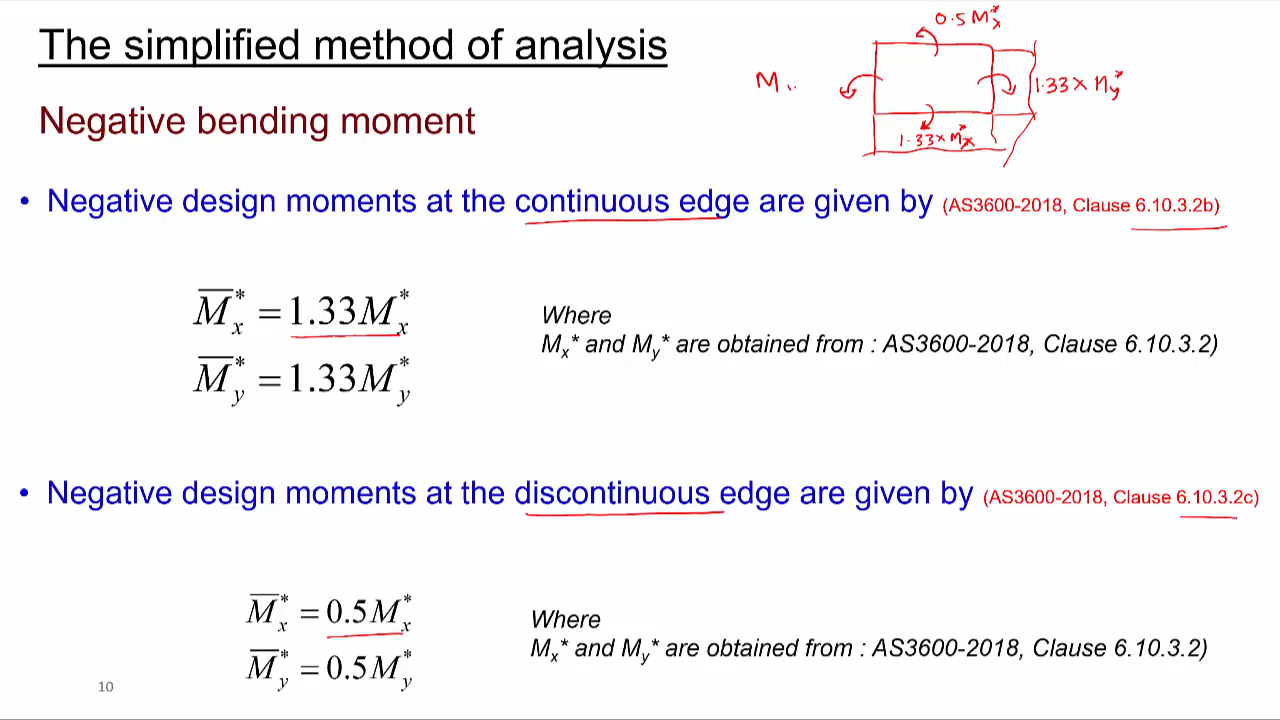 The simplified method of analysis
0.5 Mx*
M
1.33 × My*
1.33 × Mx*
Negative bending moment
• Negative design moments at the continuous edge are given by (AS3600-2018, Clause 6.10.3.2b)
M̅x* = 1.33Mx*
M̅y* = 1.33My*
Where
Mx* and My* are obtained from : AS3600-2018, Clause 6.10.3.2)
• Negative design moments at the discontinuous edge are given by (AS3600-2018, Clause 6.10.3.2c)
M̅x* = 0.5Mx*
M̅y* = 0.5My*
Where
Mx* and My* are obtained from : AS3600-2018, Clause 6.10.3.2)
10